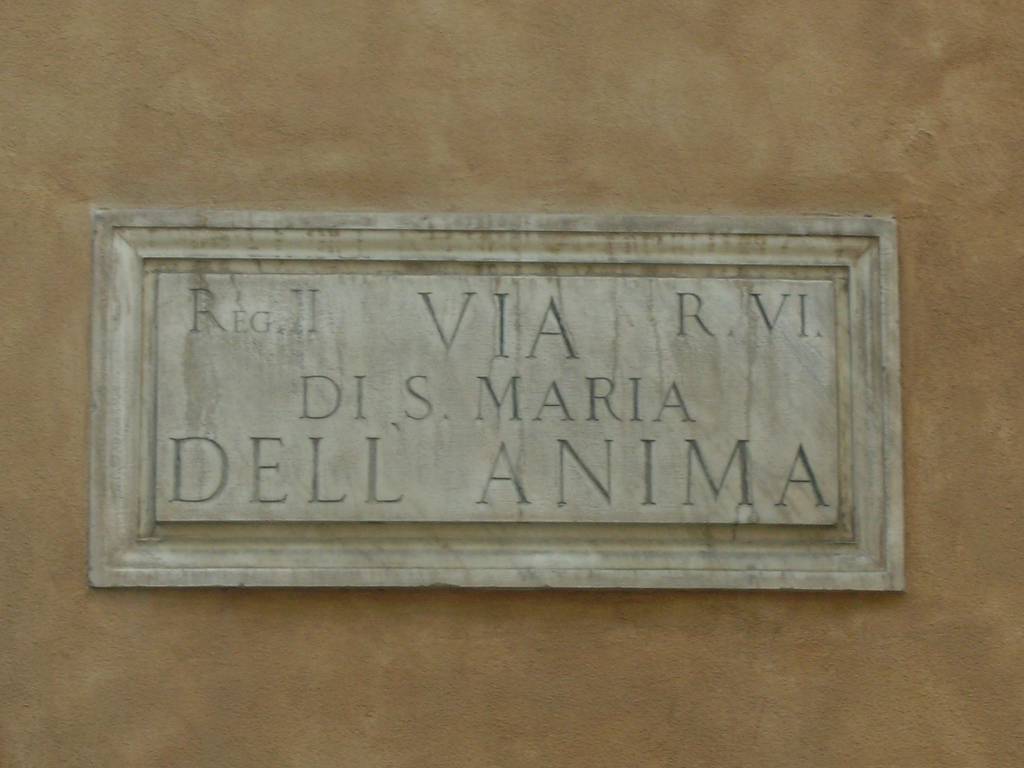 REG. II VIA R. VI.
DI S. MARIA
DELL' ANIMA